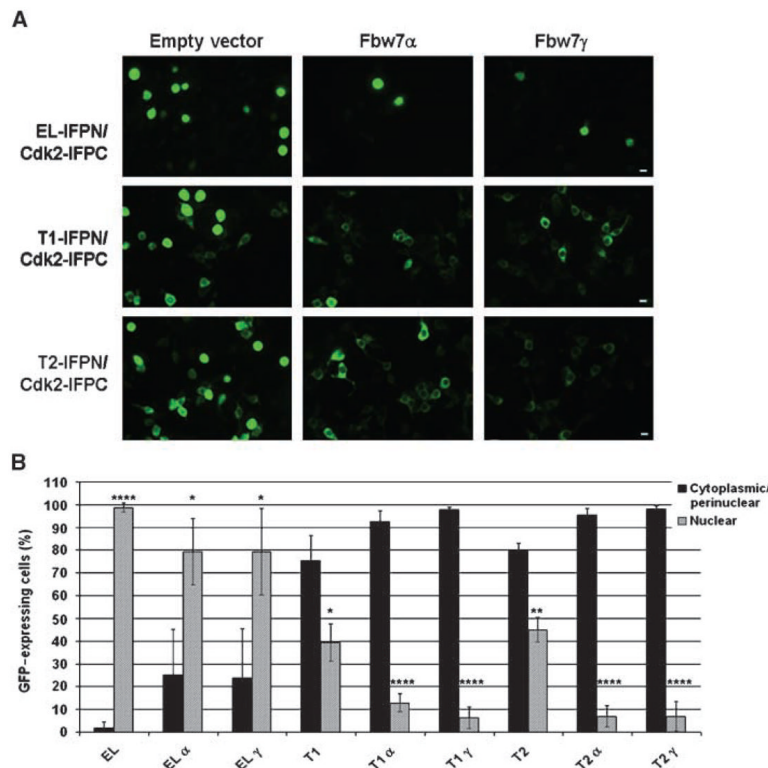 A
Empty vector Fbw7α Fbw7γ
EL-IFPN/
Cdk2-IFPC
T1-IFPN/
Cdk2-IFPC
T2-IFPN/
Cdk2-IFPC
B
GFP–expressing cells (%)
110
100
90
80
70
60
50
40
30
20
10
0
**** * * * **** **** ** **** ****
Cytoplasmic/
perinuclear
Nuclear
EL EL α EL γ T1 T1 α T1 γ T2 T2 α T2 γ